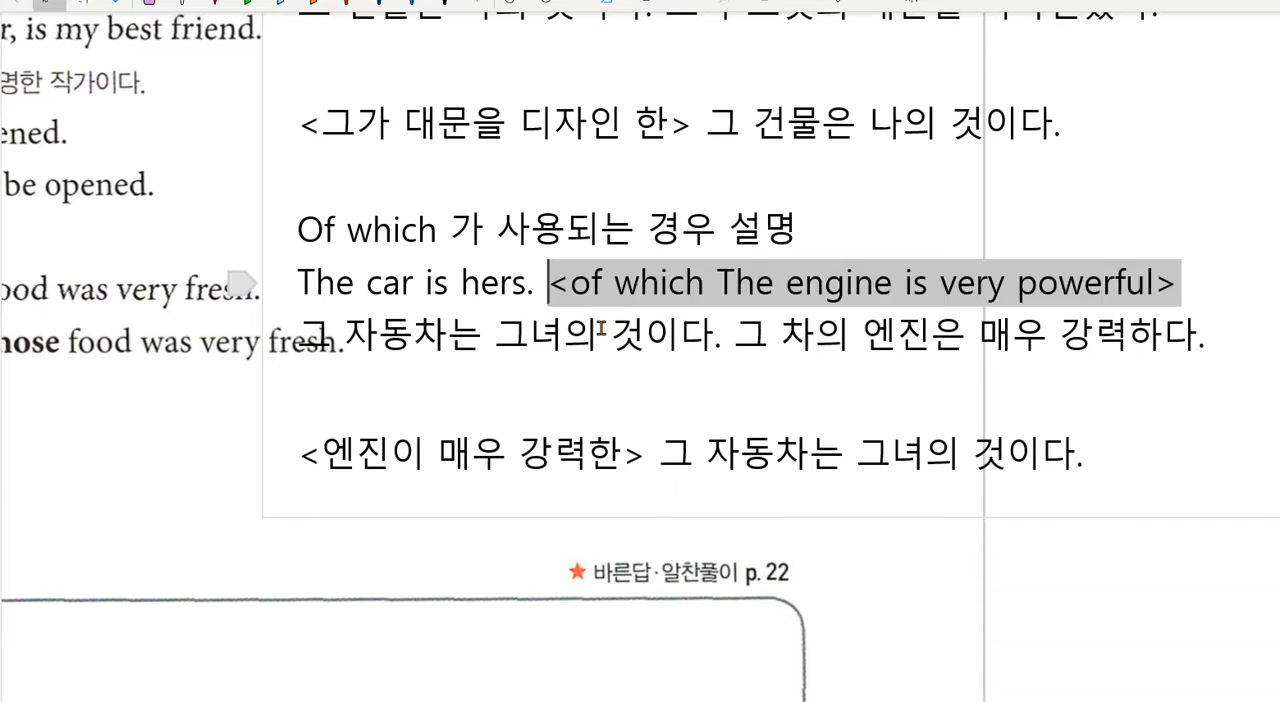 r, is my best friend.
명한 작가이다.
ened.
be opened.
ood was very fresh.
hose food was very fresh.
<그가 대문을 디자인 한> 그 건물은 나의 것이다.
Of which 가 사용되는 경우 설명
The car is hers. <of which The engine is very powerful>
그 자동차는 그녀의 것이다. 그 차의 엔진은 매우 강력하다.
<엔진이 매우 강력한> 그 자동차는 그녀의 것이다.
★ 바른답·알찬풀이 p. 22